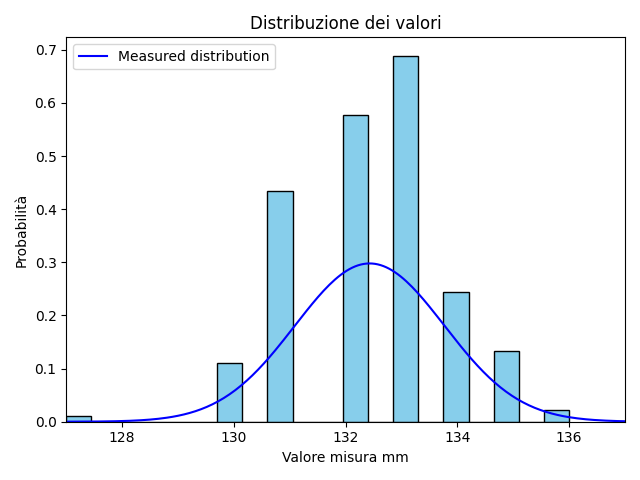 Distribuzione dei valori
Measured distribution
0.7
0.6
0.5
0.4
0.3
0.2
0.1
0.0
Probabilità
128 130 132 134 136
Valore misura mm